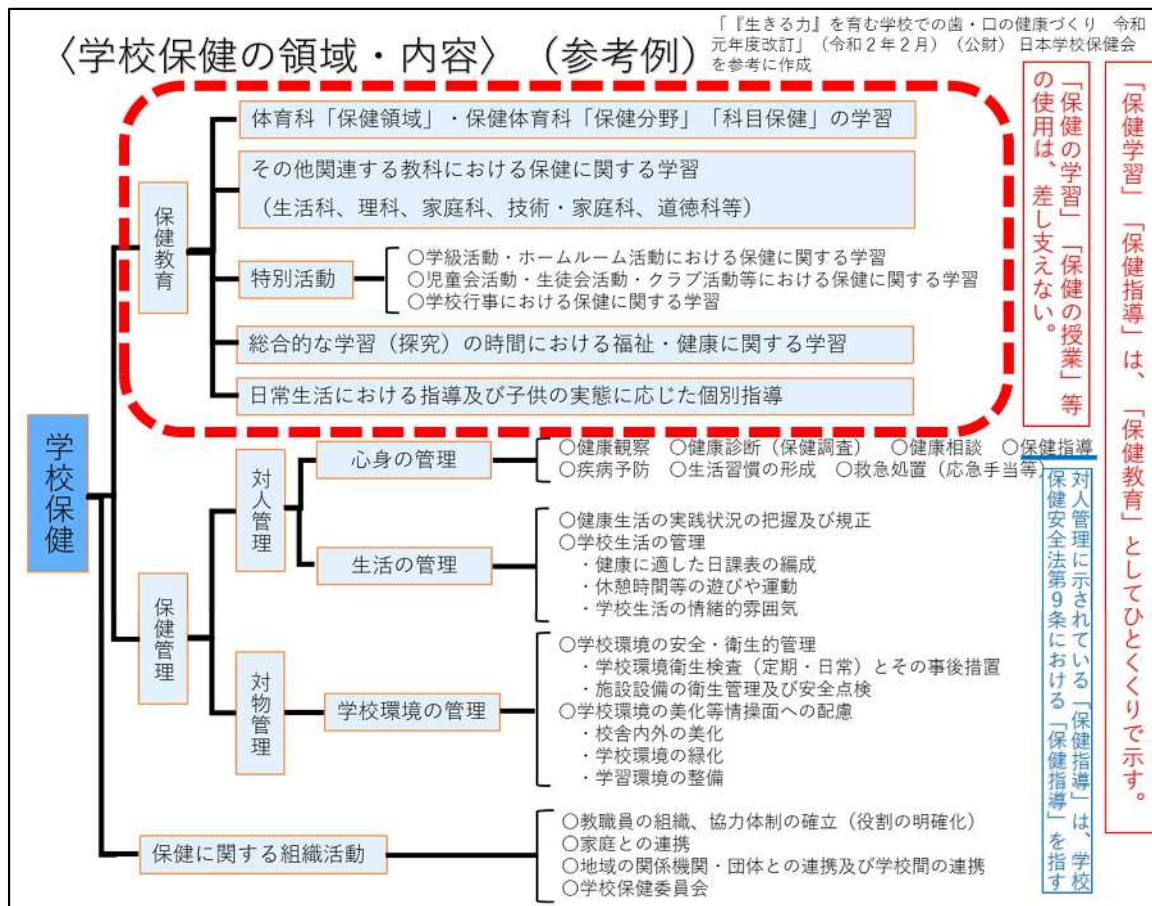 〈学校保健の領域・内容〉(参考例)
「『生きる力』を育む学校での歯・口の健康づくり 令和
元年度改訂」(令和2年2月)(公財)日本学校保健会
を参考に作成
学校保健
保健教育
体育科「保健領域」・保健体育科「保健分野」「科目保健」の学習
その他関連する教科における保健に関する学習
(生活科、理科、家庭科、技術・家庭科、道徳科等)
特別活動
○学級活動・ホームルーム活動における保健に関する学習
○児童会活動・生徒会活動・クラブ活動等における保健に関する学習
○学校行事における保健に関する学習
総合的な学習(探究)の時間における福祉・健康に関する学習
日常生活における指導及び子供の実態に応じた個別指導
保健管理
対人管理
心身の管理
○健康観察 ○健康診断(保健調査) ○健康相談 ○保健指導
○疾病予防 ○生活習慣の形成 ○救急処置(応急手当等)
生活の管理
○健康生活の実践状況の把握及び規正
○学校生活の管理
・健康に適した日課表の編成
・休憩時間等の遊びや運動
・学校生活の情緒的雰囲気
対物管理
学校環境の管理
○学校環境の安全・衛生的管理
・学校環境衛生検査(定期・日常)とその事後措置
・施設設備の衛生管理及び安全点検
○学校環境の美化等情操面への配慮
・校舎内外の美化
・学校環境の緑化
・学習環境の整備
保健に関する組織活動
○教職員の組織、協力体制の確立(役割の明確化)
○家庭との連携
○地域の関係機関・団体との連携及び学校間の連携
○学校保健委員会
「保健学習」「保健指導」は、「保健教育」としてひとくくりで示す。
「保健の学習」「保健の授業」等
の使用は、差し支えない。
対人管理に示されている「保健指導」は、学校
保健安全法第9条における「保健指導」を指す